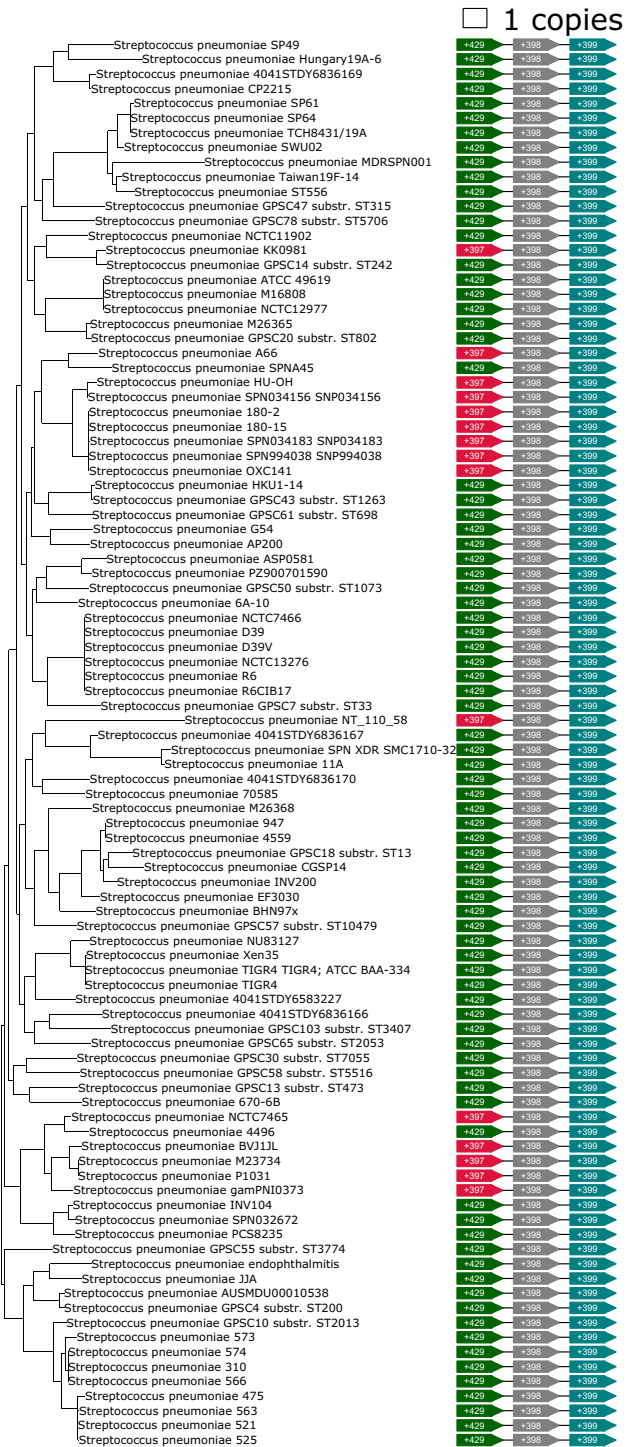 1 copies
Streptococcus pneumoniae SP49 +429 +398 +399
Streptococcus pneumoniae Hungary19A-6 +429 +398 +399
Streptococcus pneumoniae 4041STDY6836169 +429 +398 +399
Streptococcus pneumoniae CP2215 +429 +398 +399
Streptococcus pneumoniae SP61 +429 +398 +399
Streptococcus pneumoniae SP64 +429 +398 +399
Streptococcus pneumoniae TCH8431/19A +429 +398 +399
Streptococcus pneumoniae SWU02 +429 +398 +399
Streptococcus pneumoniae MDRSPN001 +429 +398 +399
Streptococcus pneumoniae Taiwan19F-14 +429 +398 +399
Streptococcus pneumoniae ST556 +429 +398 +399
Streptococcus pneumoniae GPSC47 substr. ST315 +429 +398 +399
Streptococcus pneumoniae GPSC78 substr. ST5706 +429 +398 +399
Streptococcus pneumoniae NCTC11902 +429 +398 +399
Streptococcus pneumoniae KK0981 +397 +398 +399
Streptococcus pneumoniae GPSC14 substr. ST242 +429 +398 +399
Streptococcus pneumoniae ATCC 49619 +429 +398 +399
Streptococcus pneumoniae M16808 +429 +398 +399
Streptococcus pneumoniae NCTC12977 +429 +398 +399
Streptococcus pneumoniae M26365 +429 +398 +399
Streptococcus pneumoniae GPSC20 substr. ST802 +429 +398 +399
Streptococcus pneumoniae A66 +397 +398 +399
Streptococcus pneumoniae SPNA45 +429 +398 +399
Streptococcus pneumoniae HU-OH +397 +398 +399
Streptococcus pneumoniae SPN034156 SNP034156 +397 +398 +399
Streptococcus pneumoniae 180-2 +397 +398 +399
Streptococcus pneumoniae 180-15 +397 +398 +399
Streptococcus pneumoniae SPN034183 SNP034183 +397 +398 +399
Streptococcus pneumoniae SPN994038 SNP994038 +397 +398 +399
Streptococcus pneumoniae OXC141 +397 +398 +399
Streptococcus pneumoniae HKU1-14 +429 +398 +399
Streptococcus pneumoniae GPSC43 substr. ST1263 +429 +398 +399
Streptococcus pneumoniae GPSC61 substr. ST698 +429 +398 +399
Streptococcus pneumoniae G54 +429 +398 +399
Streptococcus pneumoniae AP200 +429 +398 +399
Streptococcus pneumoniae ASP0581 +429 +398 +399
Streptococcus pneumoniae PZ900701590 +429 +398 +399
Streptococcus pneumoniae GPSC50 substr. ST1073 +429 +398 +399
Streptococcus pneumoniae 6A-10 +429 +398 +399
Streptococcus pneumoniae NCTC7466 +429 +398 +399
Streptococcus pneumoniae D39 +429 +398 +399
Streptococcus pneumoniae D39V +429 +398 +399
Streptococcus pneumoniae NCTC13276 +429 +398 +399
Streptococcus pneumoniae R6 +429 +398 +399
Streptococcus pneumoniae R6CIB17 +429 +398 +399
Streptococcus pneumoniae GPSC7 substr. ST33 +429 +398 +399
Streptococcus pneumoniae NT_110_58 +397 +398 +399
Streptococcus pneumoniae 4041STDY6836167 +429 +398 +399
Streptococcus pneumoniae SPN XDR SMC1710-32 +429 +398 +399
Streptococcus pneumoniae 11A +429 +398 +399
Streptococcus pneumoniae 4041STDY6836170 +429 +398 +399
Streptococcus pneumoniae 70585 +429 +398 +399
Streptococcus pneumoniae M26368 +429 +398 +399
Streptococcus pneumoniae 947 +429 +398 +399
Streptococcus pneumoniae 4559 +429 +398 +399
Streptococcus pneumoniae GPSC18 substr. ST13 +429 +398 +399
Streptococcus pneumoniae CGSP14 +429 +398 +399
Streptococcus pneumoniae INV200 +429 +398 +399
Streptococcus pneumoniae EF3030 +429 +398 +399
Streptococcus pneumoniae BHN97x +429 +398 +399
Streptococcus pneumoniae GPSC57 substr. ST10479 +429 +398 +399
Streptococcus pneumoniae NU83127 +429 +398 +399
Streptococcus pneumoniae Xen35 +429 +398 +399
Streptococcus pneumoniae TIGR4 TIGR4; ATCC BAA-334 +429 +398 +399
Streptococcus pneumoniae TIGR4 +429 +398 +399
Streptococcus pneumoniae 4041STDY6583227 +429 +398 +399
Streptococcus pneumoniae 4041STDY6836166 +429 +398 +399
Streptococcus pneumoniae GPSC103 substr. ST3407 +429 +398 +399
Streptococcus pneumoniae GPSC65 substr. ST2053 +429 +398 +399
Streptococcus pneumoniae GPSC30 substr. ST7055 +429 +398 +399
Streptococcus pneumoniae GPSC58 substr. ST5516 +429 +398 +399
Streptococcus pneumoniae GPSC13 substr. ST473 +429 +398 +399
Streptococcus pneumoniae 670-6B +429 +398 +399
Streptococcus pneumoniae NCTC7465 +397 +398 +399
Streptococcus pneumoniae 4496 +429 +398 +399
Streptococcus pneumoniae BVJ1JL +397 +398 +399
Streptococcus pneumoniae M23734 +397 +398 +399
Streptococcus pneumoniae P1031 +397 +398 +399
Streptococcus pneumoniae gamPNI0373 +397 +398 +399
Streptococcus pneumoniae INV104 +429 +398 +399
Streptococcus pneumoniae SPN032672 +429 +398 +399
Streptococcus pneumoniae PCS8235 +429 +398 +399
Streptococcus pneumoniae GPSC55 substr. ST3774 +429 +398 +399
Streptococcus pneumoniae endophthalmitis +429 +398 +399
Streptococcus pneumoniae JJA +429 +398 +399
Streptococcus pneumoniae AUSMDU00010538 +429 +398 +399
Streptococcus pneumoniae GPSC4 substr. ST200 +429 +398 +399
Streptococcus pneumoniae GPSC10 substr. ST2013 +429 +398 +399
Streptococcus pneumoniae 573 +429 +398 +399
Streptococcus pneumoniae 574 +429 +398 +399
Streptococcus pneumoniae 310 +429 +398 +399
Streptococcus pneumoniae 566 +429 +398 +399
Streptococcus pneumoniae 475 +429 +398 +399
Streptococcus pneumoniae 563 +429 +398 +399
Streptococcus pneumoniae 521 +429 +398 +399
Streptococcus pneumoniae 525 +429 +398 +399